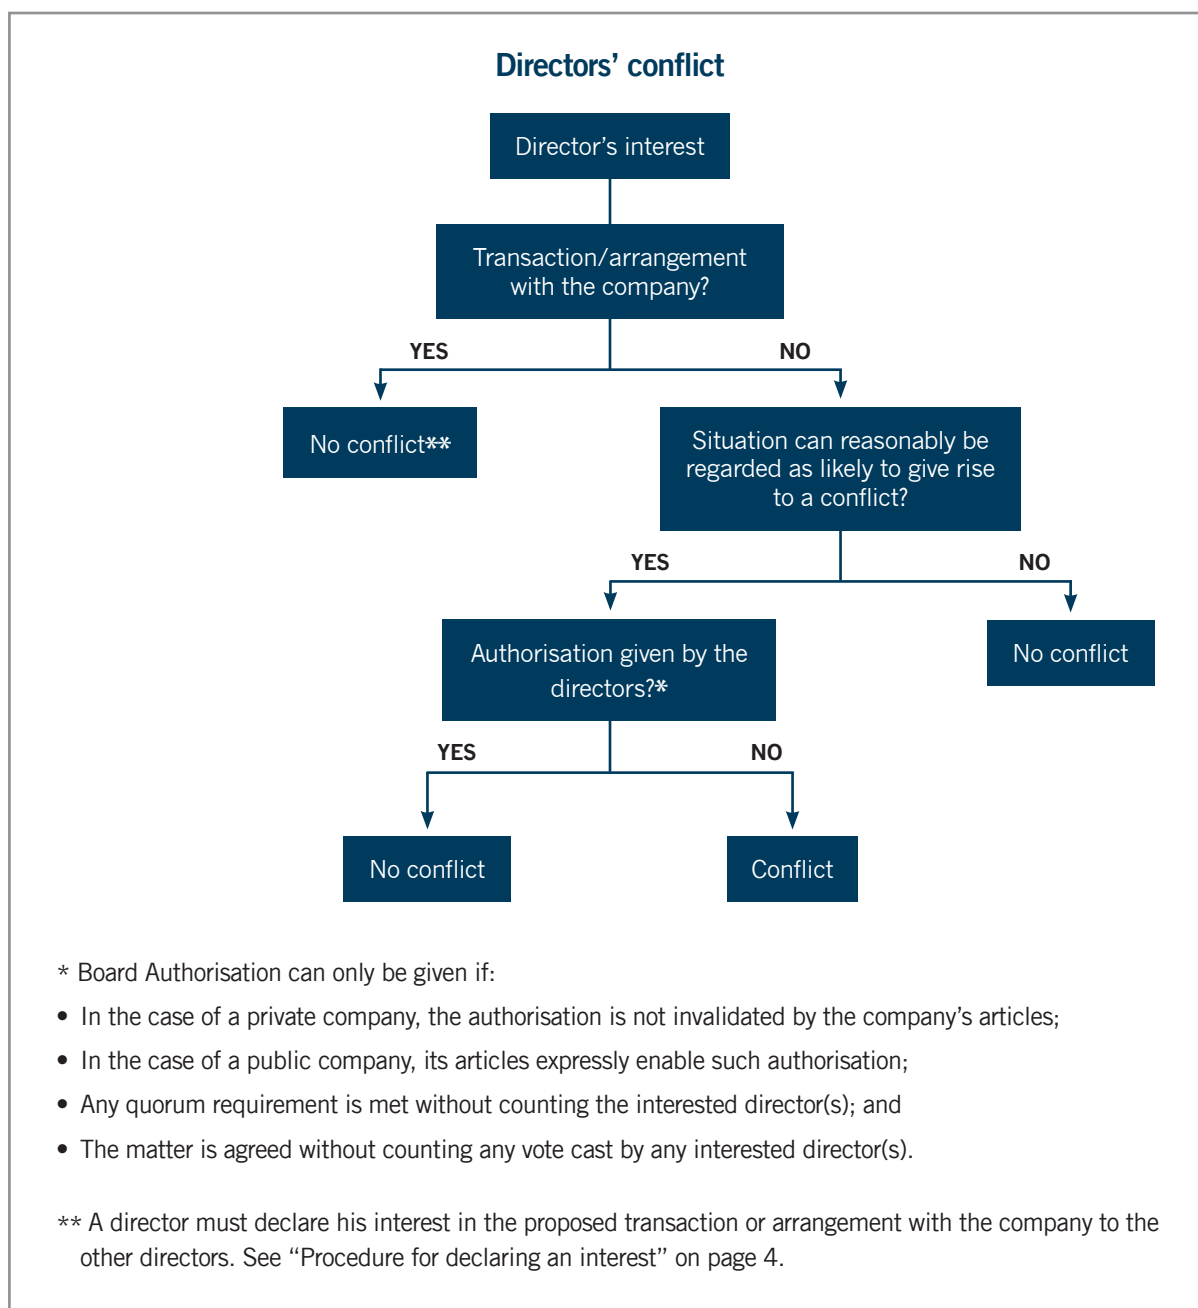 Directors’ conflict
Director’s interest
Transaction/arrangement
with the company?
YES
NO
No conflict**
Situation can reasonably be
regarded as likely to give rise
to a conflict?
YES
NO
Authorisation given by the
directors?*
No conflict
YES
NO
No conflict
Conflict
* Board Authorisation can only be given if:
• In the case of a private company, the authorisation is not invalidated by the company’s articles;
• In the case of a public company, its articles expressly enable such authorisation;
• Any quorum requirement is met without counting the interested director(s); and
• The matter is agreed without counting any vote cast by any interested director(s).
** A director must declare his interest in the proposed transaction or arrangement with the company to the
other directors. See “Procedure for declaring an interest” on page 4.